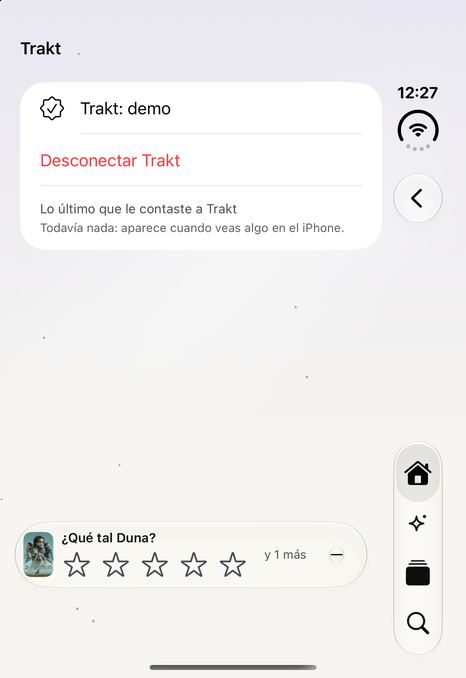 Trakt
12:27
Trakt: demo
Desconectar Trakt
Lo último que le contaste a Trakt
Todavía nada: aparece cuando veas algo en el iPhone.
¿Qué tal Duna?
y 1 más